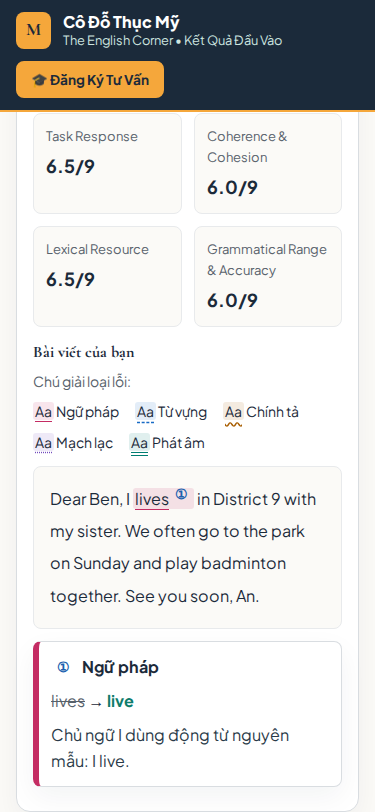 M
Cô Đỗ Thục Mỹ
The English Corner • Kết Quả Đầu Vào
🎓 Đăng Ký Tư Vấn
Task Response
6.5/9
Coherence &
Cohesion
6.0/9
Lexical Resource
6.5/9
Grammatical Range
& Accuracy
6.0/9
Bài viết của bạn
Chú giải loại lỗi:
Aa Ngữ pháp Aa Từ vựng Aa Chính tả
Aa Mạch lạc Aa Phát âm
Dear Ben, I lives ① in District 9 with
my sister. We often go to the park
on Sunday and play badminton
together. See you soon, An.
① Ngữ pháp
lives → live
Chủ ngữ I dùng động từ nguyên
mẫu: I live.